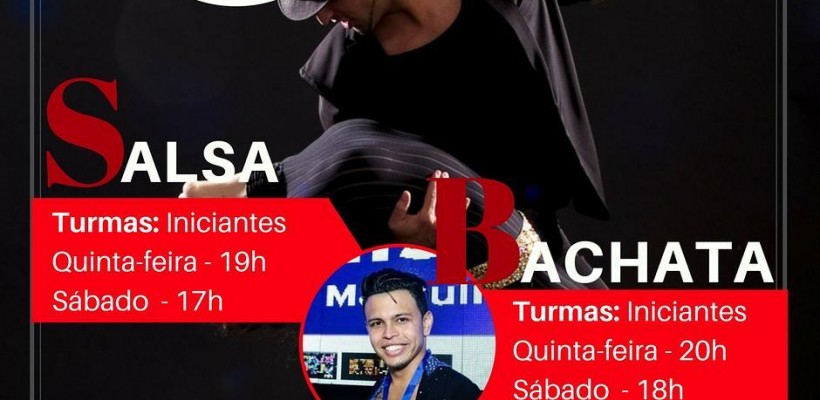 SALSA
Turmas: Iniciantes
Quinta-feira - 19h
Sábado - 17h
BACHATA
Turmas: Iniciantes
Quinta-feira - 20h
Sábado - 18h